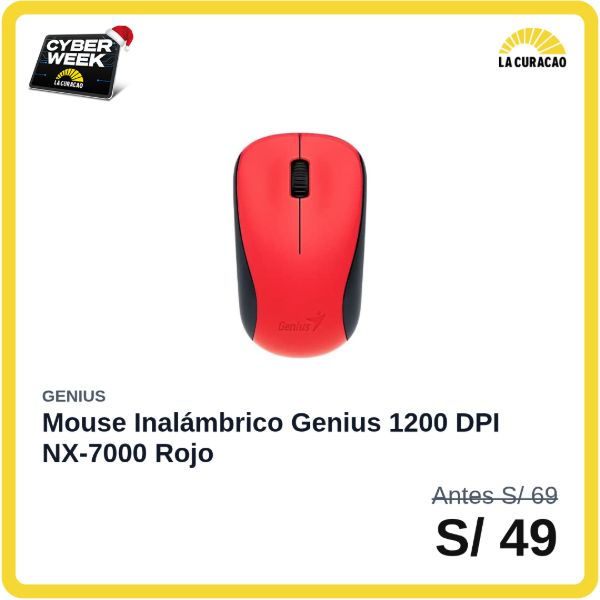 CYBER
WEEK
LA CURACAO
LA CURACAO
Genius
GENIUS
Mouse Inalámbrico Genius 1200 DPI
NX-7000 Rojo
Antes S/ 69
S/ 49